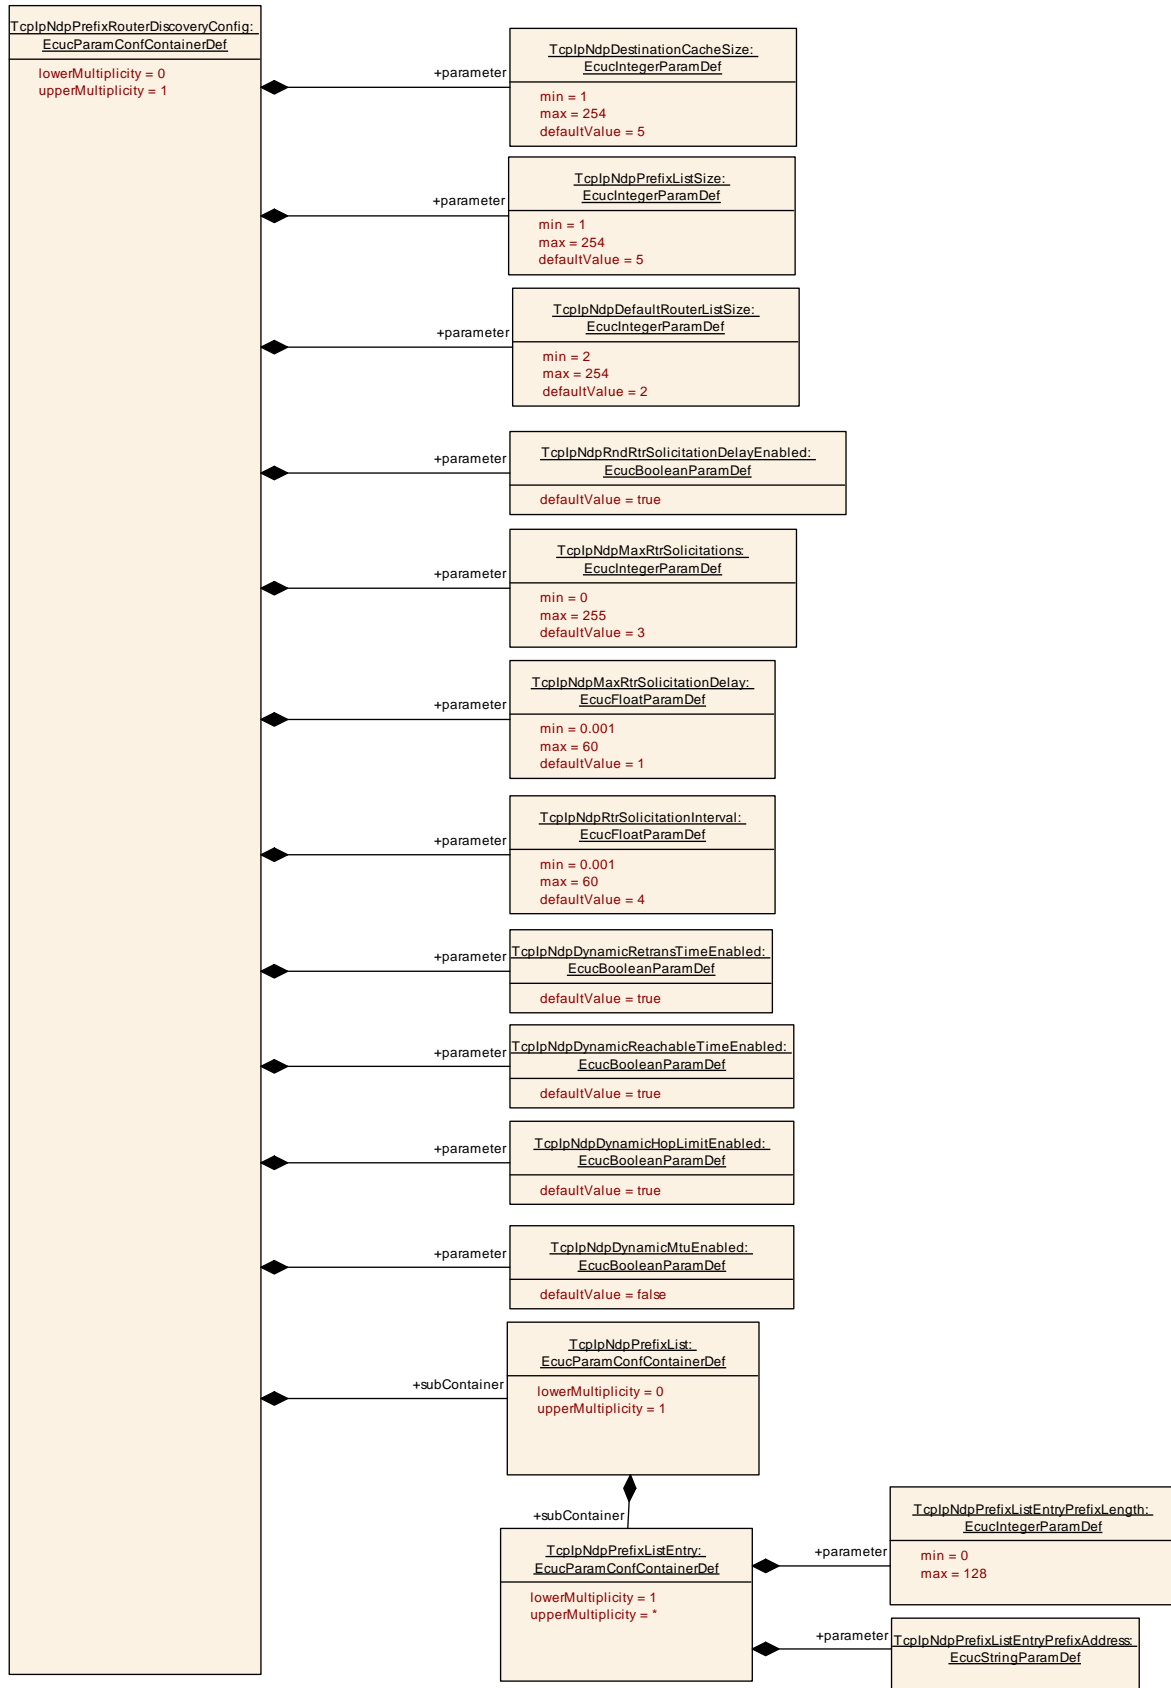 TcpIpNdpPrefixRouterDiscoveryConfig:
EcucParamConfContainerDef
lowerMultiplicity = 0
upperMultiplicity = 1
+parameter
TcpIpNdpDestinationCacheSize:
EcucIntegerParamDef
min = 1
max = 254
defaultValue = 5
+parameter
TcpIpNdpPrefixListSize:
EcucIntegerParamDef
min = 1
max = 254
defaultValue = 5
+parameter
TcpIpNdpDefaultRouterListSize:
EcucIntegerParamDef
min = 2
max = 254
defaultValue = 2
+parameter
TcpIpNdpRndRtrSolicitationDelayEnabled:
EcucBooleanParamDef
defaultValue = true
+parameter
TcpIpNdpMaxRtrSolicitations:
EcucIntegerParamDef
min = 0
max = 255
defaultValue = 3
+parameter
TcpIpNdpMaxRtrSolicitationDelay:
EcucFloatParamDef
min = 0.001
max = 60
defaultValue = 1
+parameter
TcpIpNdpRtrSolicitationInterval:
EcucFloatParamDef
min = 0.001
max = 60
defaultValue = 4
+parameter
TcpIpNdpDynamicRetransTimeEnabled:
EcucBooleanParamDef
defaultValue = true
+parameter
TcpIpNdpDynamicReachableTimeEnabled:
EcucBooleanParamDef
defaultValue = true
+parameter
TcpIpNdpDynamicHopLimitEnabled:
EcucBooleanParamDef
defaultValue = true
+parameter
TcpIpNdpDynamicMtuEnabled:
EcucBooleanParamDef
defaultValue = false
+subContainer
TcpIpNdpPrefixList:
EcucParamConfContainerDef
lowerMultiplicity = 0
upperMultiplicity = 1
+subContainer
TcpIpNdpPrefixListEntry:
EcucParamConfContainerDef
lowerMultiplicity = 1
upperMultiplicity = *
+parameter
TcpIpNdpPrefixListEntryPrefixLength:
EcucIntegerParamDef
min = 0
max = 128
+parameter
TcpIpNdpPrefixListEntryPrefixAddress:
EcucStringParamDef